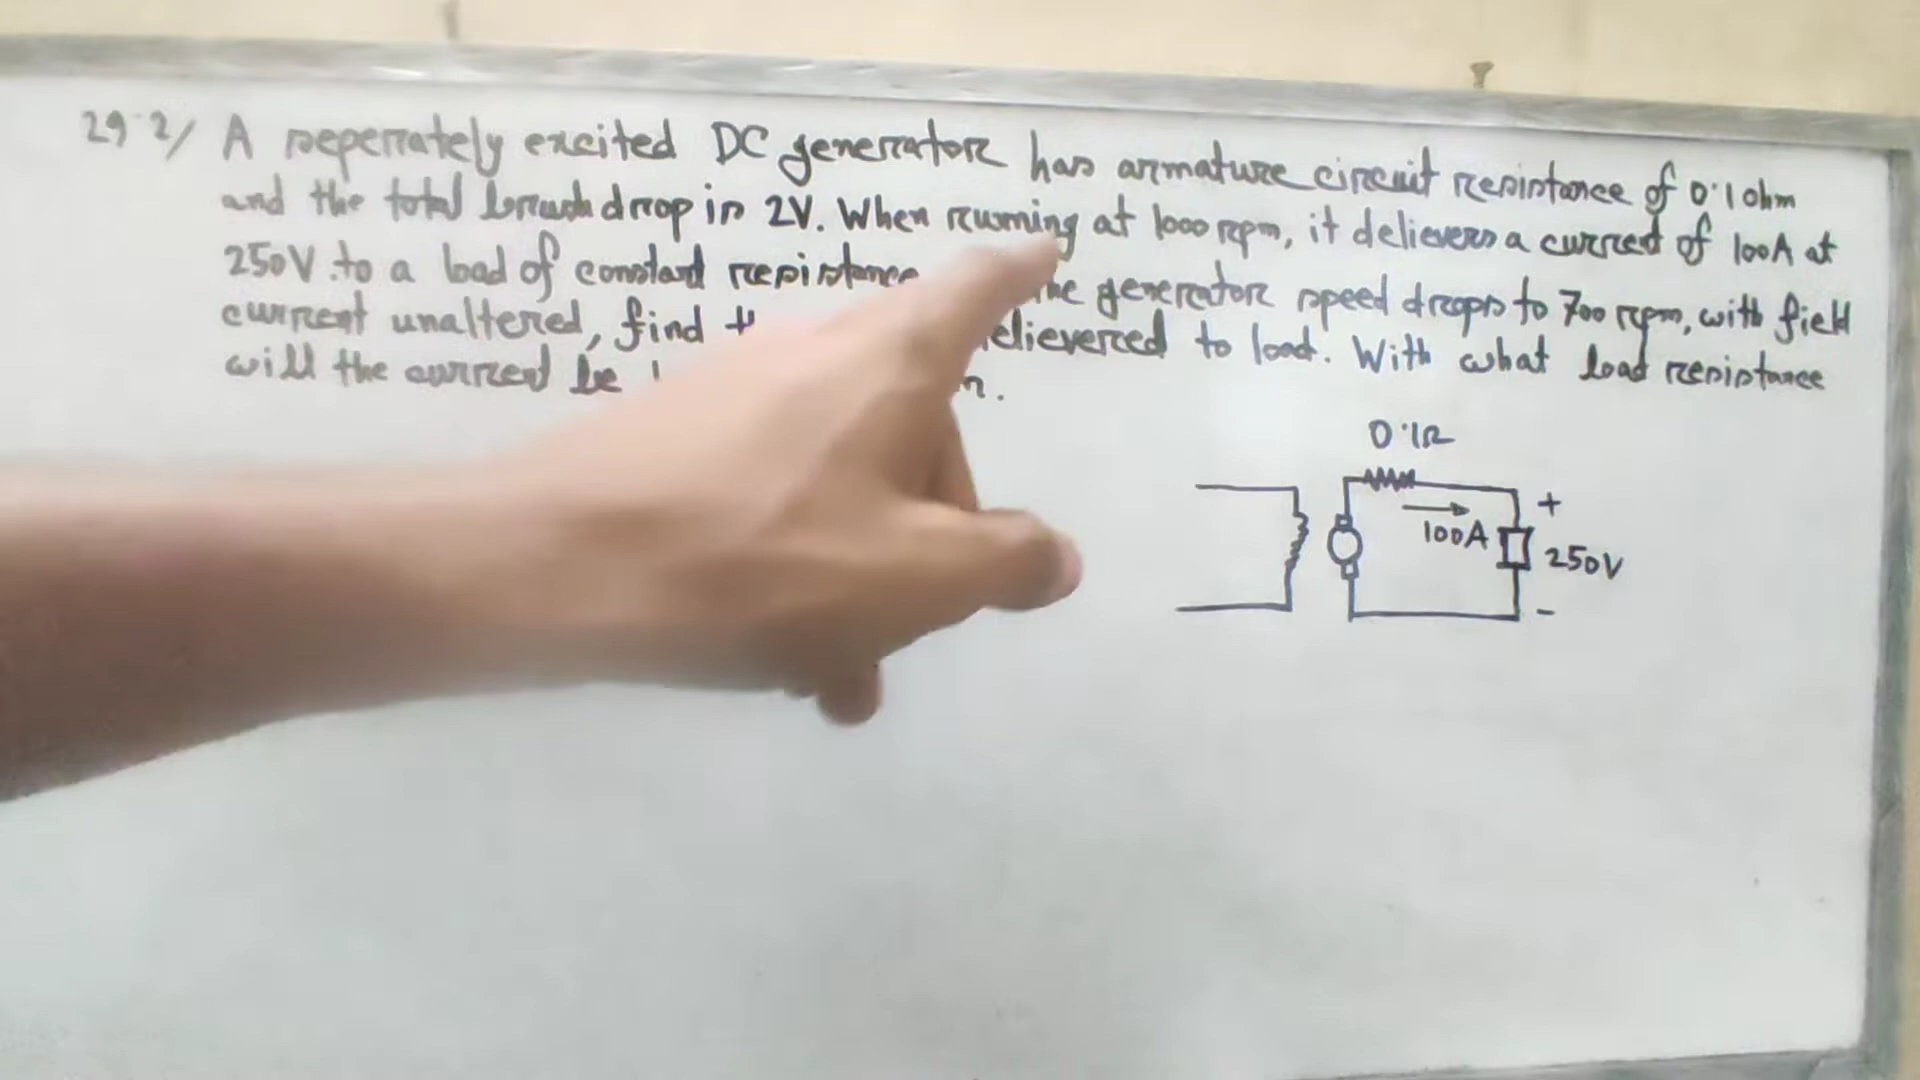 29.2/ A seperately excited DC generator has armature circuit resistance of 0.1 ohm
and the total brush drop is 2V. When running at 1000 rpm, it delievers a current of 100A at
250V to a load of constant resistance generator speed drops to 700 rpm, with field
current unaltered, find to load. With what load resistance
will the current be
0.1Ω
100A
+
250V
-